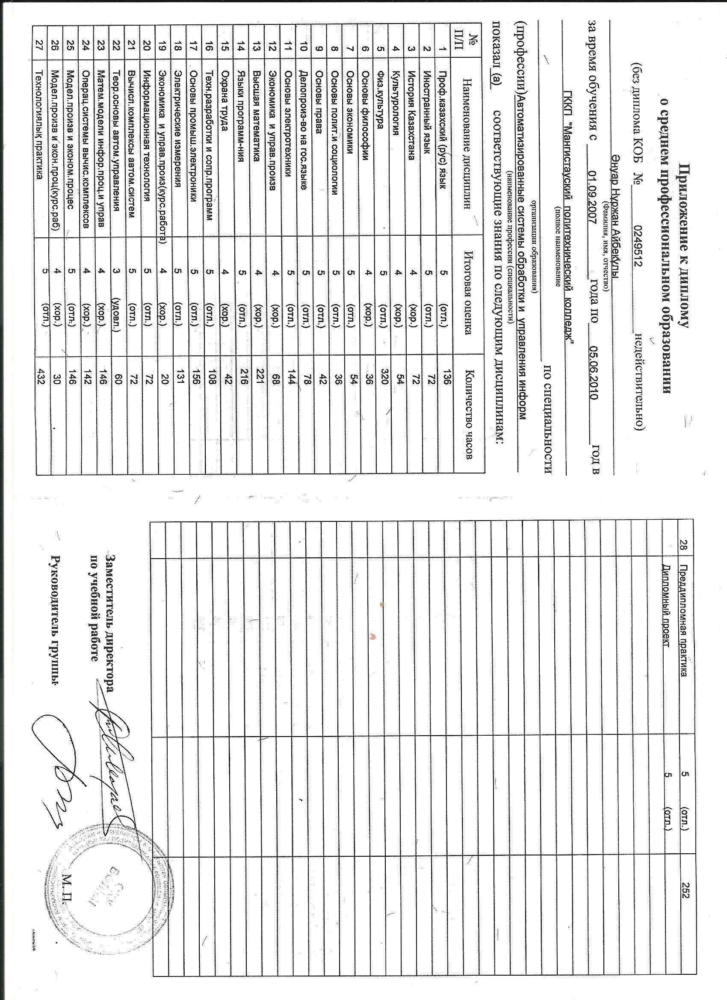 Приложение к диплому
о среднем профессиональном образовании
(без диплома КОБ № 0249512 недействительно)
Әнуар Нұржан Айбекұлы
(Фамилия, имя, отчество)
за время обучения с 01.09.2007 года по 05.06.2010 год в
ГККП "Мангистауский политехнический колледж"
(полное наименование
по специальности
организации образования)
(профессии)Автоматизированные системы обработки и управления информ
(наименование профессии (специальности)
показал (а) соответствующие знания по следующим дисциплинам:
№ П/П Наименование дисциплин Итоговая оценка Количество часов
1 Проф.казахский (рус) язык 5 (отл.) 136
2 Иностранный язык 5 (отл.) 72
3 История Казахстана 4 (хор.) 72
4 Культурология 4 (хор.) 54
5 Физ.культура 5 (отл.) 320
6 Основы философии 4 (хор.) 36
7 Основы экономики 5 (отл.) 54
8 Основы полит.и социологии 5 (отл.) 36
9 Основы права 5 (отл.) 42
10 Делопроиз-во на гос.языке 5 (отл.) 78
11 Основы электротехники 5 (отл.) 144
12 Экономика и управ.произв 4 (хор.) 68
13 Высшая математика 4 (хор.) 221
14 Языки программ-ния 5 (отл.) 216
15 Охрана труда 4 (хор.) 42
16 Техн.разработки и сопр.программ 5 (отл.) 108
17 Основы промыш.электроники 5 (отл.) 156
18 Электрические измерения 5 (отл.) 131
19 Экономика и управ.произ(курс.работа) 4 (хор.) 20
20 Информационная технология 5 (отл.) 72
21 Вычисл.комплексы автом.систем 5 (отл.) 72
22 Теор.основы автом.управления 3 (удовл.) 60
23 Матем.модели инфор.проц.и управ 4 (хор.) 146
24 Операц.системы вычис.комплексов 4 (хор.) 142
25 Модел.произв и эконом.процес 5 (отл.) 146
26 Модел.произв и экон.проц(курс.раб) 4 (хор.) 30
27 Технологиялық практика 5 (отл.) 432
28 Преддипломная практика 5 (отл.) 252
Дипломный проект 5 (отл.)
Заместитель директора
по учебной работе
Руководитель группы
М. П.